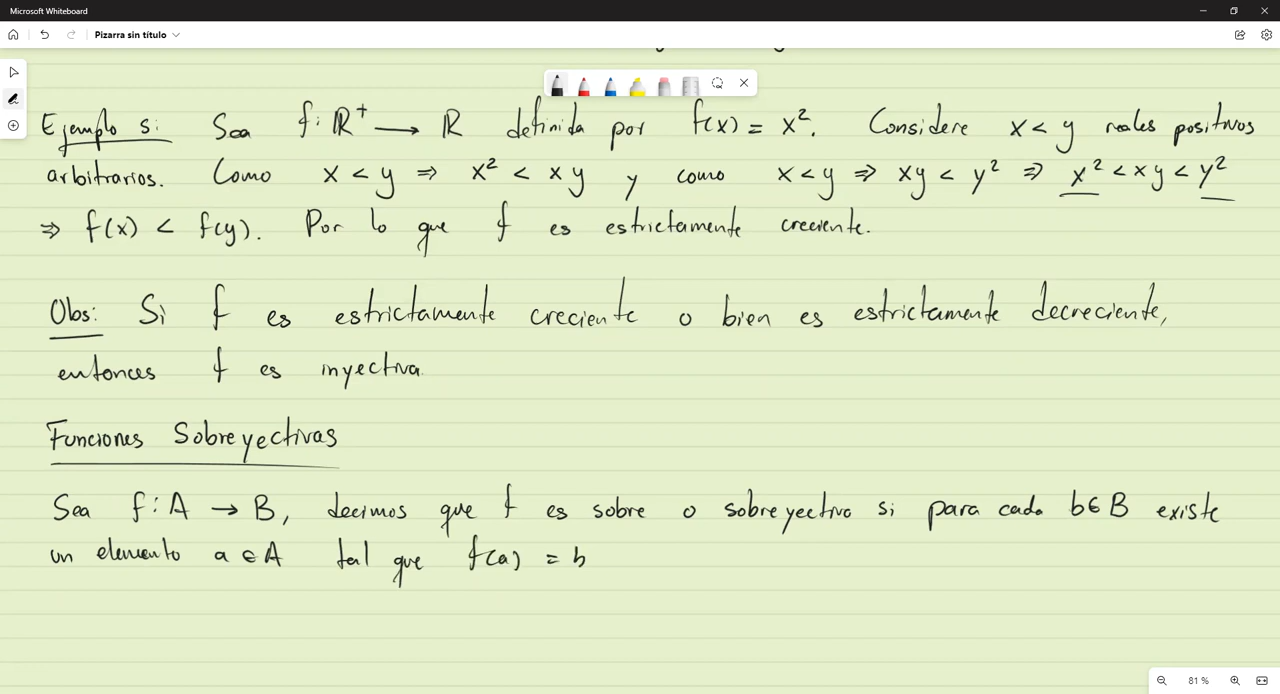 Microsoft Whiteboard
Pizarra sin título
Ejemplo si: Sea f: ℝ⁺ → ℝ definida por f(x) = x². Considere x < y reales positivos
arbitrarios. Como x < y ⇒ x² < xy y como x < y ⇒ xy < y² ⇒ x² < xy < y²
⇒ f(x) < f(y). Por lo que f es estrictamente creciente.
Obs: Si f es estrictamente creciente o bien es estrictamente decreciente,
entonces f es inyectiva.
Funciones Sobreyectivas
Sea f: A → B, decimos que f es sobre o sobreyectiva si para cada b∈B existe
un elemento a∈A tal que f(a) = b
81 %